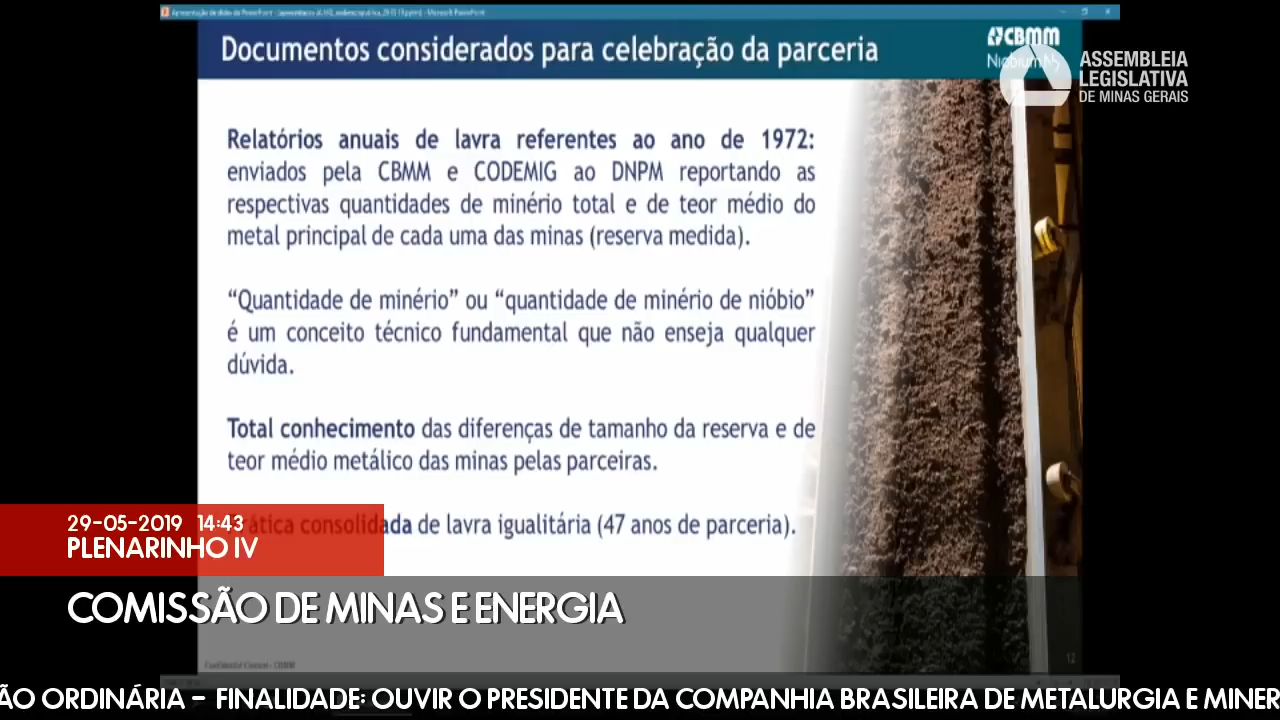 Documentos considerados para celebração da parceria
CBMM
Niobium N5
ASSEMBLEIA
LEGISLATIVA
DE MINAS GERAIS
Relatórios anuais de lavra referentes ao ano de 1972:
enviados pela CBMM e CODEMIG ao DNPM reportando as
respectivas quantidades de minério total e de teor médio do
metal principal de cada uma das minas (reserva medida).
“Quantidade de minério” ou “quantidade de minério de nióbio”
é um conceito técnico fundamental que não enseja qualquer
dúvida.
Total conhecimento das diferenças de tamanho da reserva e de
teor médio metálico das minas pelas parceiras.
Prática consolidada de lavra igualitária (47 anos de parceria).
29-05-2019 14:43
PLENARINHO IV
COMISSÃO DE MINAS E ENERGIA
12
ÃO ORDINÁRIA - FINALIDADE: OUVIR O PRESIDENTE DA COMPANHIA BRASILEIRA DE METALURGIA E MINER